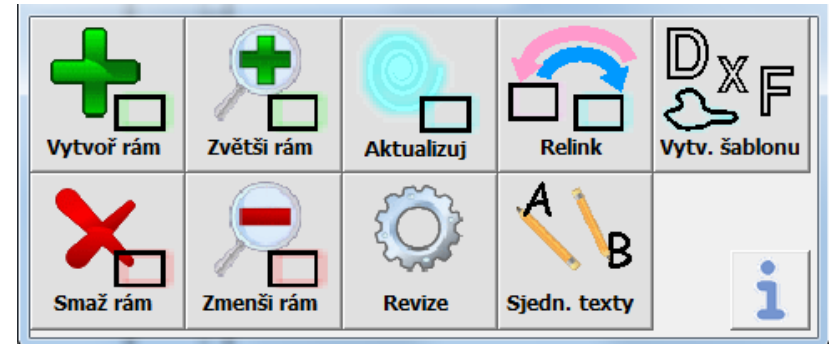 D x F
Vytvoř rám
Zvětši rám
Aktualizuj
Relink
Vytv. šablonu
A
B
Smaž rám
Zmenši rám
Revize
Sjedn. texty
i